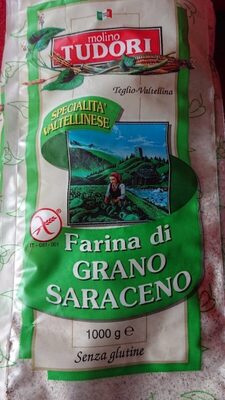 molino
TUDORI
Teglio-Valtellina
SPECIALITA'
VALTELLINESE
Farina di
GRANO
SARACENO
1000 g e
Senza glutine